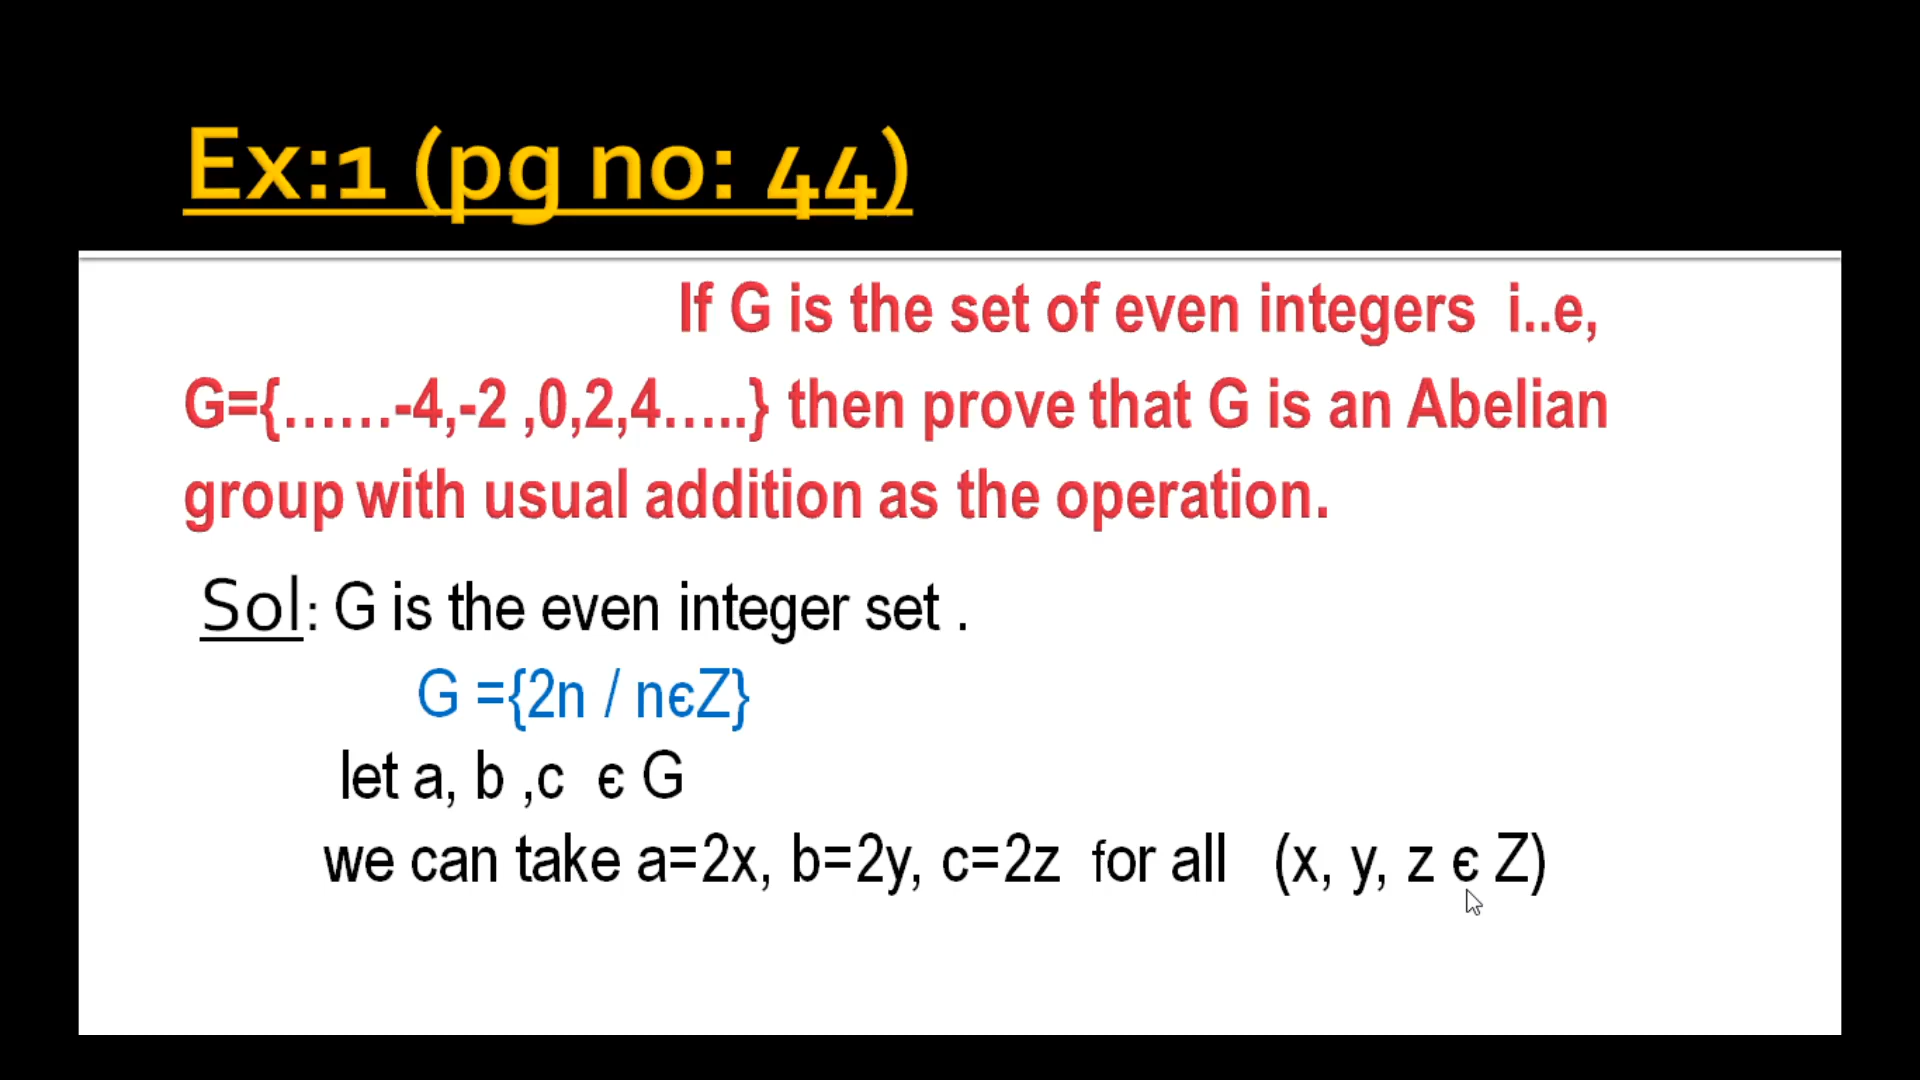 Ex:1 (pg no: 44)
If G is the set of even integers i..e,
G={......-4,-2 ,0,2,4.....} then prove that G is an Abelian
group with usual addition as the operation.
Sol: G is the even integer set .
G ={2n / nєZ}
let a, b ,c є G
we can take a=2x, b=2y, c=2z for all (x, y, z є Z)